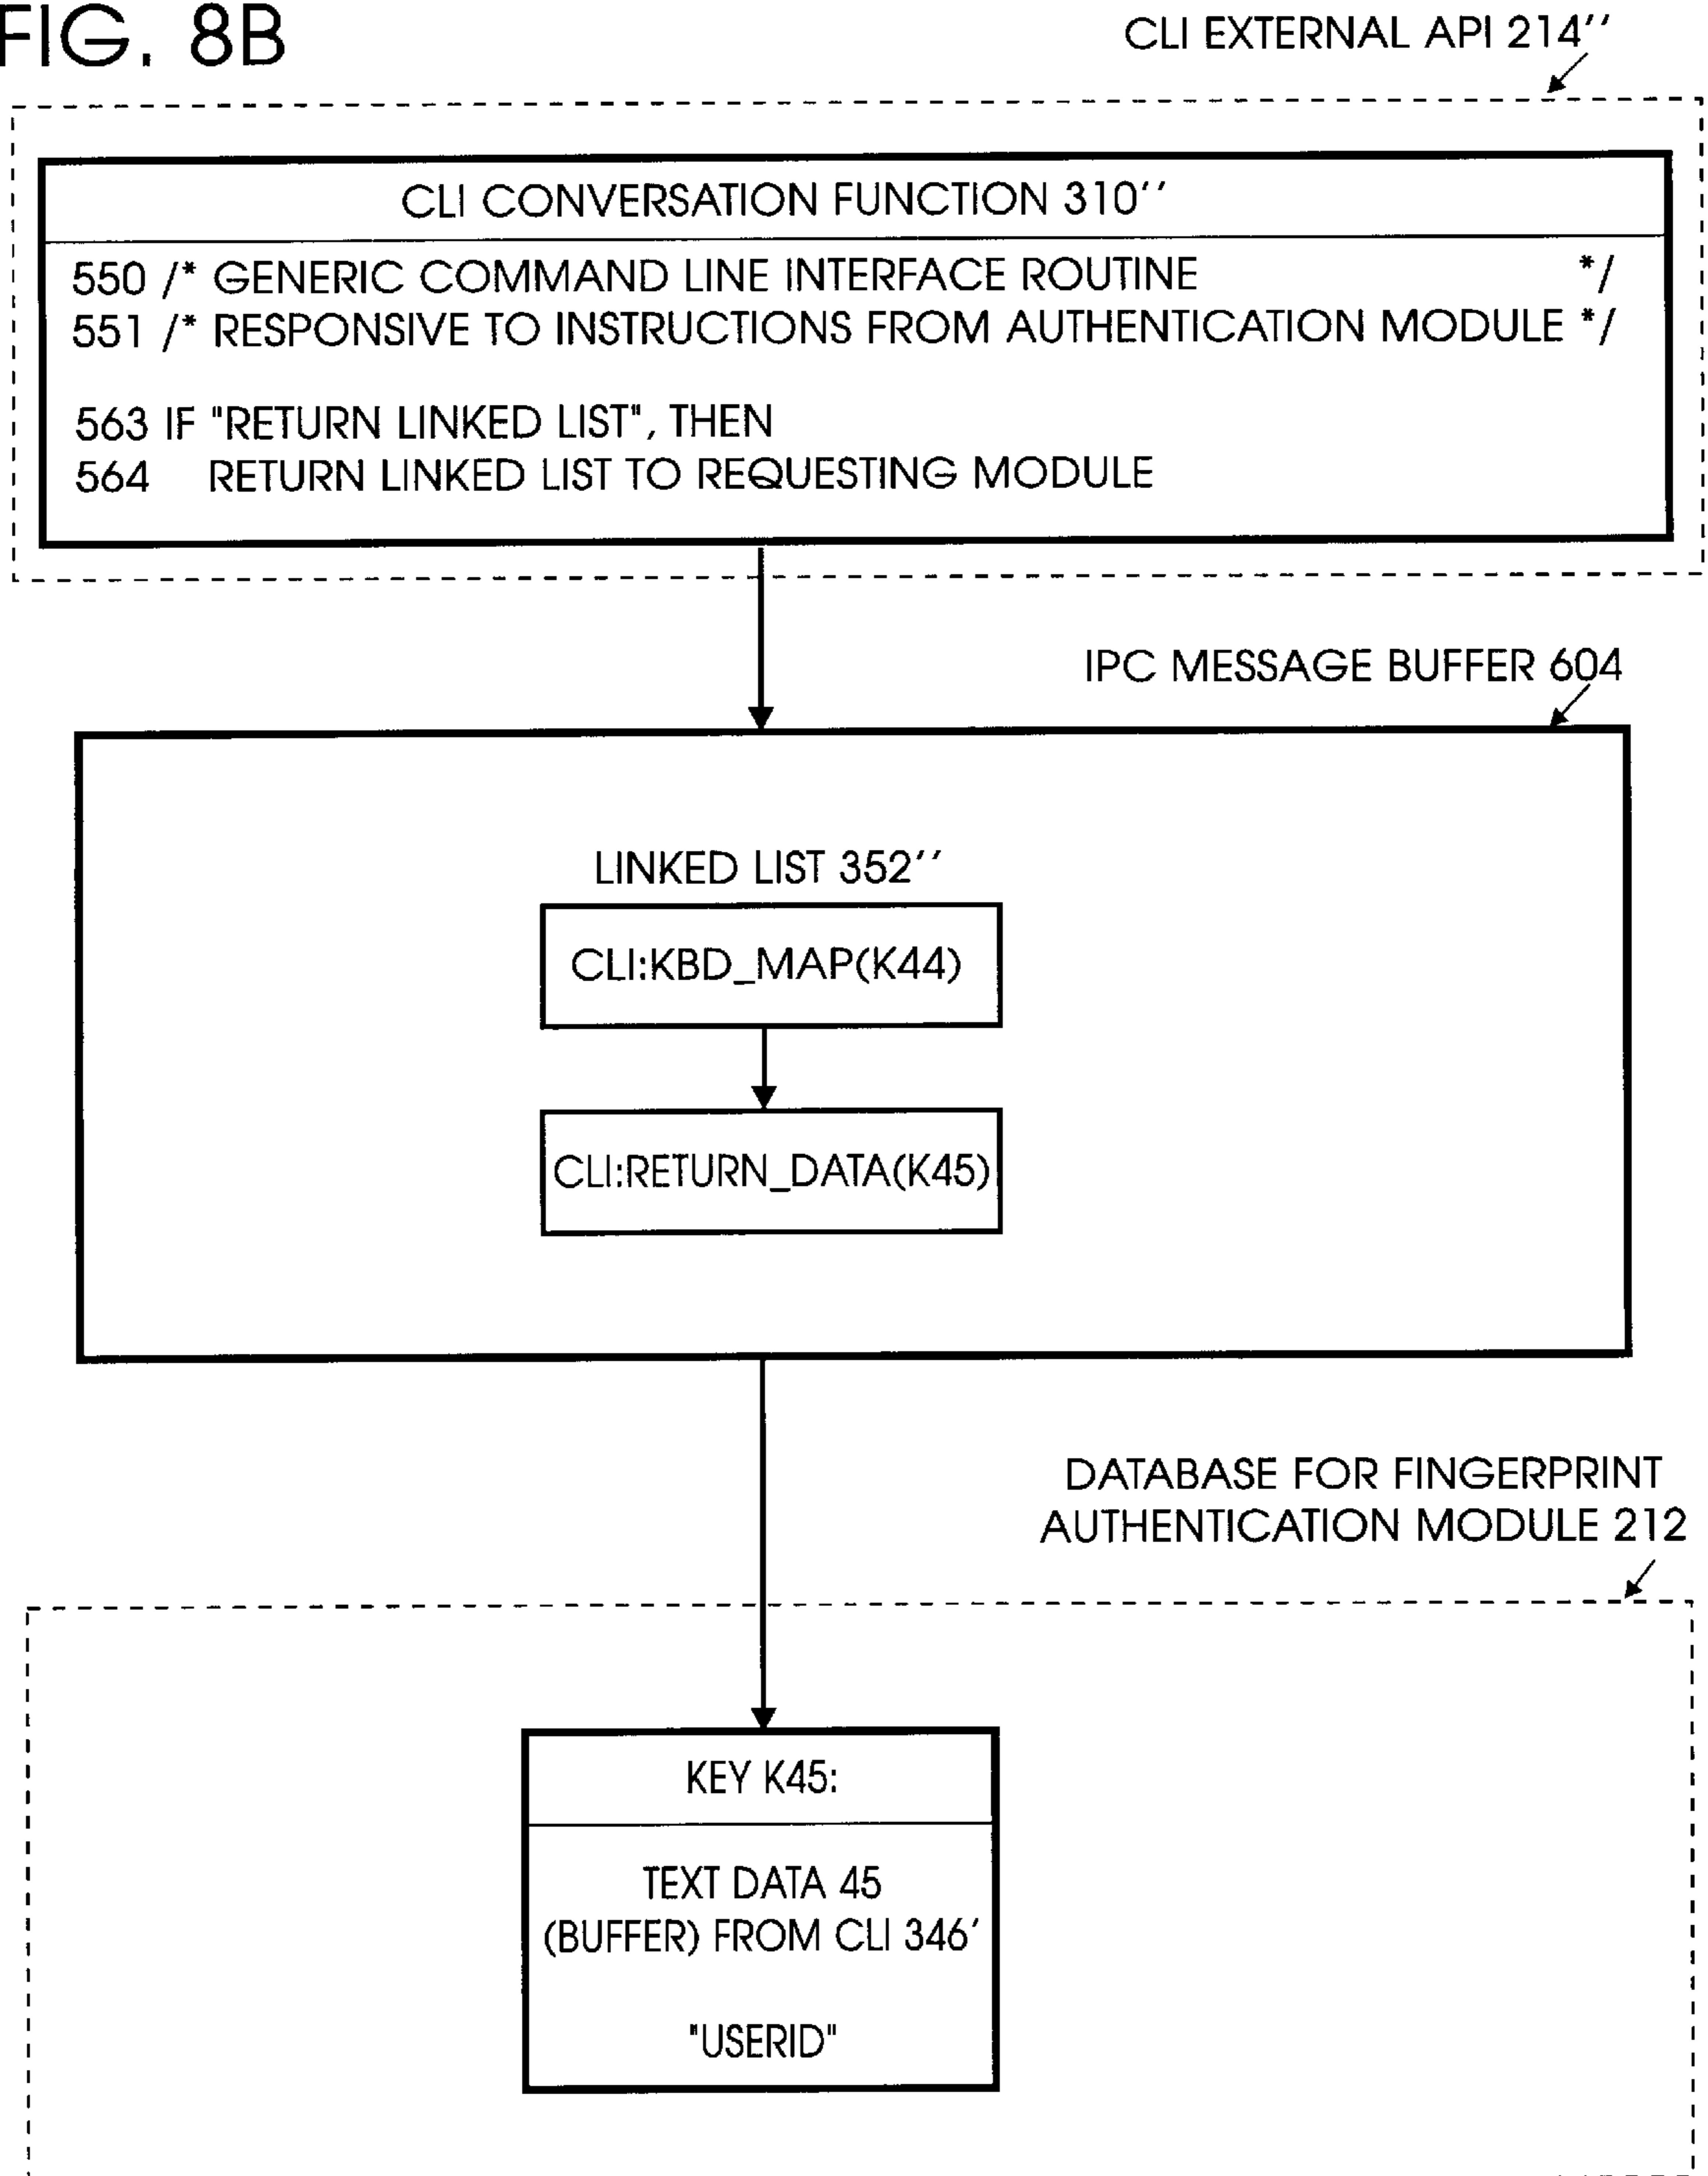 FIG. 8B
CLI EXTERNAL API 214''
CLI CONVERSATION FUNCTION 310''
550 /* GENERIC COMMAND LINE INTERFACE ROUTINE */
551 /* RESPONSIVE TO INSTRUCTIONS FROM AUTHENTICATION MODULE */
563 IF "RETURN LINKED LIST", THEN
564 RETURN LINKED LIST TO REQUESTING MODULE
IPC MESSAGE BUFFER 604
LINKED LIST 352''
CLI:KBD_MAP(K44)
CLI:RETURN_DATA(K45)
DATABASE FOR FINGERPRINT
AUTHENTICATION MODULE 212
KEY K45:
TEXT DATA 45
(BUFFER) FROM CLI 346'
"USERID"